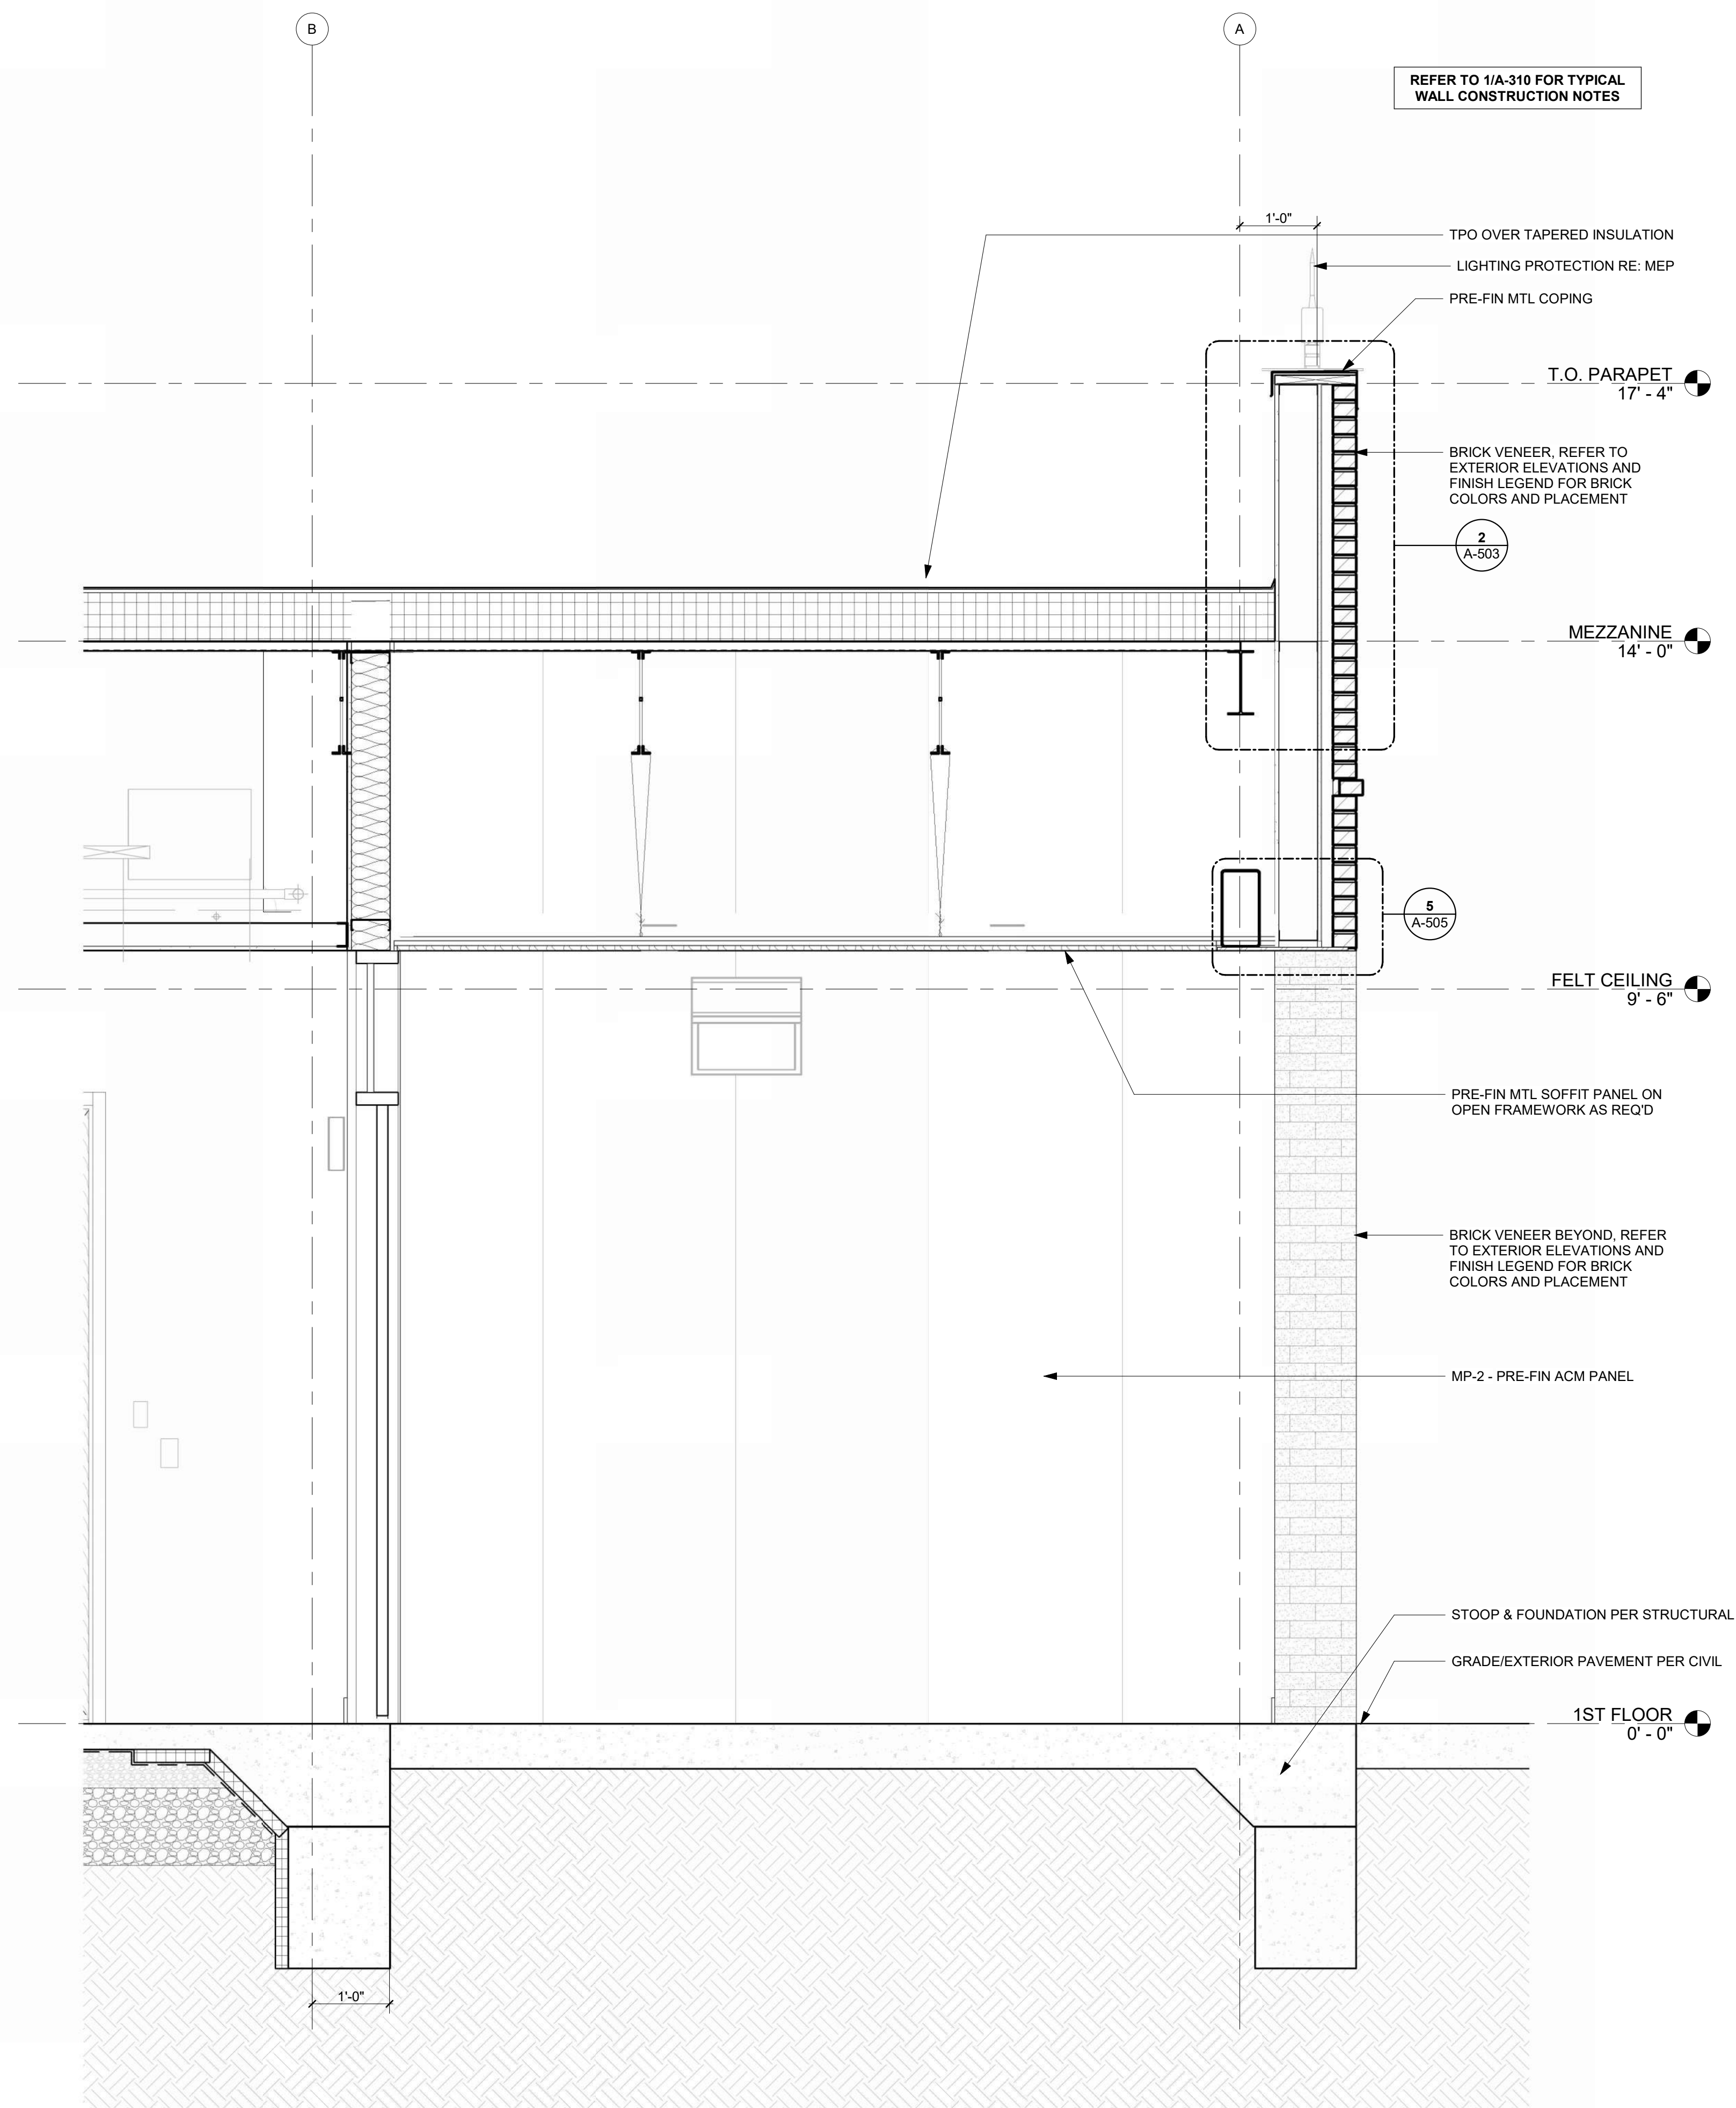 B
A
REFER TO 1/A-310 FOR TYPICAL
WALL CONSTRUCTION NOTES
1'-0"
TPO OVER TAPERED INSULATION
LIGHTING PROTECTION RE: MEP
PRE-FIN MTL COPING
T.O. PARAPET
17' - 4"
BRICK VENEER, REFER TO
EXTERIOR ELEVATIONS AND
FINISH LEGEND FOR BRICK
COLORS AND PLACEMENT
2
A-503
MEZZANINE
14' - 0"
5
A-505
FELT CEILING
9' - 6"
PRE-FIN MTL SOFFIT PANEL ON
OPEN FRAMEWORK AS REQ'D
BRICK VENEER BEYOND, REFER
TO EXTERIOR ELEVATIONS AND
FINISH LEGEND FOR BRICK
COLORS AND PLACEMENT
MP-2 - PRE-FIN ACM PANEL
STOOP & FOUNDATION PER STRUCTURAL
GRADE/EXTERIOR PAVEMENT PER CIVIL
1ST FLOOR
0' - 0"
1'-0"